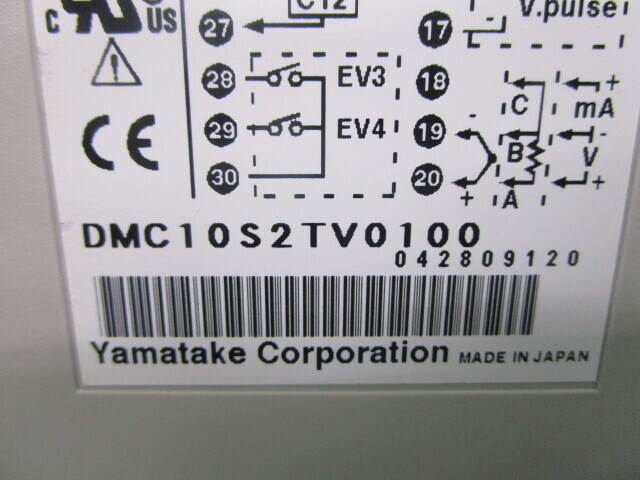 C12
V.pulse
C US
27
17
28 EV3
18
+
C
mA
29 EV4
19
-
-
B
V
30
20
+
A
+
CE
DMC10S2TV0100
042809120
Yamatake Corporation MADE IN JAPAN